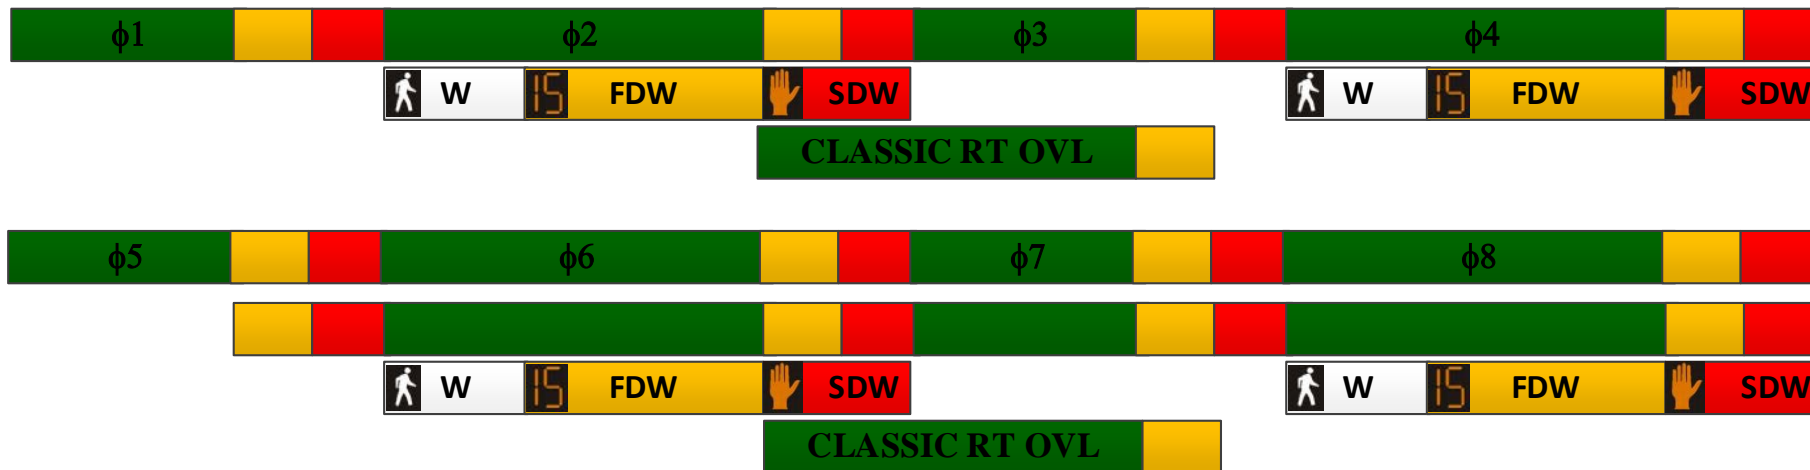 ϕ1 ϕ2 ϕ3 ϕ4
W 15 FDW SDW W 15 FDW SDW
CLASSIC RT OVL
ϕ5 ϕ6 ϕ7 ϕ8
W 15 FDW SDW W 15 FDW SDW
CLASSIC RT OVL